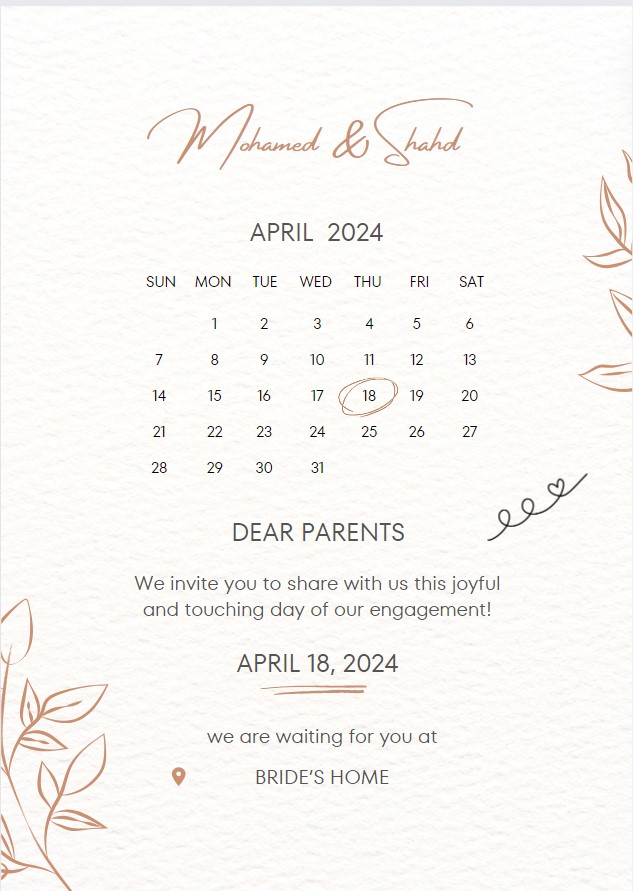 Mohamed & Shahd
APRIL 2024
SUN MON TUE WED THU FRI SAT
1 2 3 4 5 6
7 8 9 10 11 12 13
14 15 16 17 18 19 20
21 22 23 24 25 26 27
28 29 30 31
DEAR PARENTS
We invite you to share with us this joyful
and touching day of our engagement!
APRIL 18, 2024
we are waiting for you at
BRIDE'S HOME